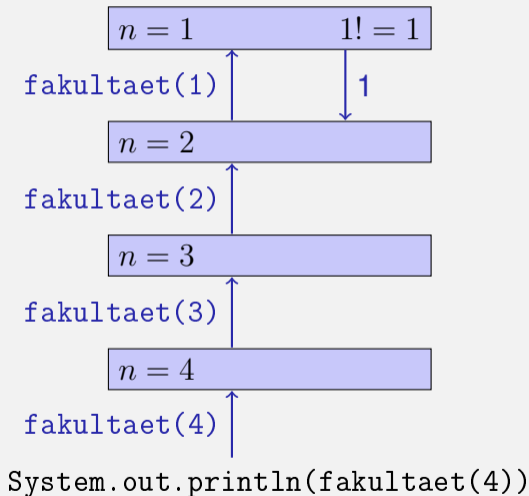 n = 1 1! = 1
fakultaet(1) 1
n = 2
fakultaet(2)
n = 3
fakultaet(3)
n = 4
fakultaet(4)
System.out.println(fakultaet(4))